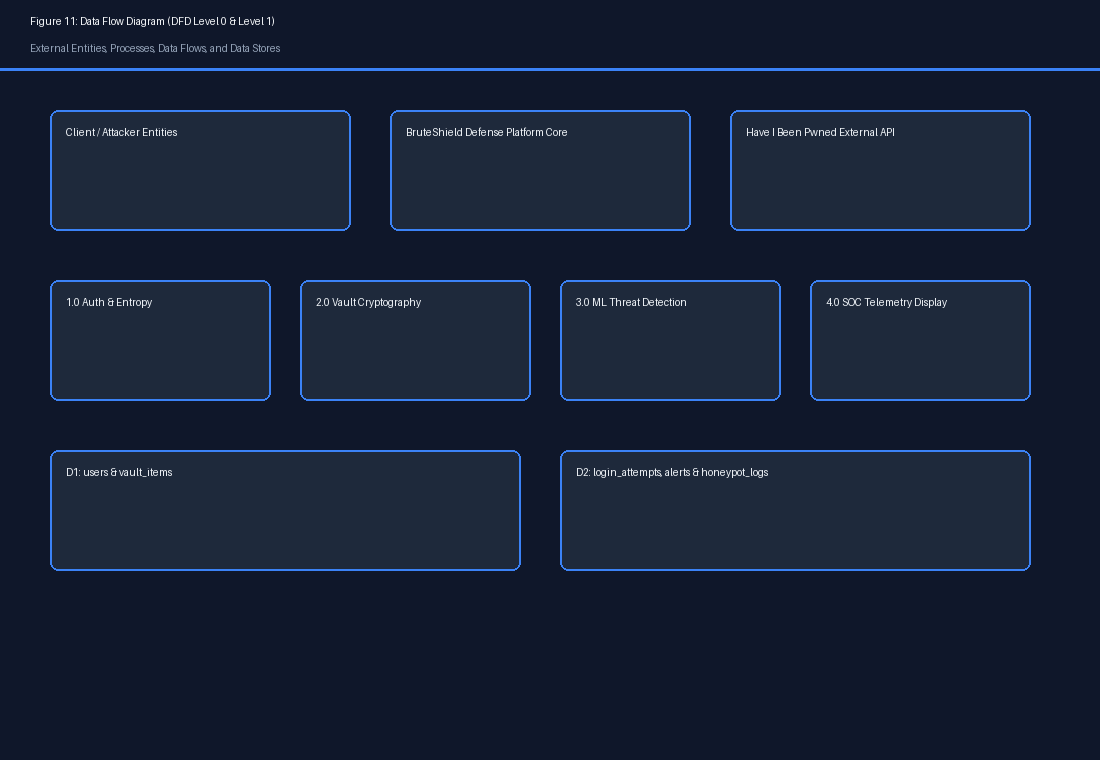 Figure 11: Data Flow Diagram (DFD Level 0 & Level 1)
External Entities, Processes, Data Flows, and Data Stores
Client / Attacker Entities
BruteShield Defense Platform Core
Have I Been Pwned External API
1.0 Auth & Entropy
2.0 Vault Cryptography
3.0 ML Threat Detection
4.0 SOC Telemetry Display
D1: users & vault_items
D2: login_attempts, alerts & honeypot_logs